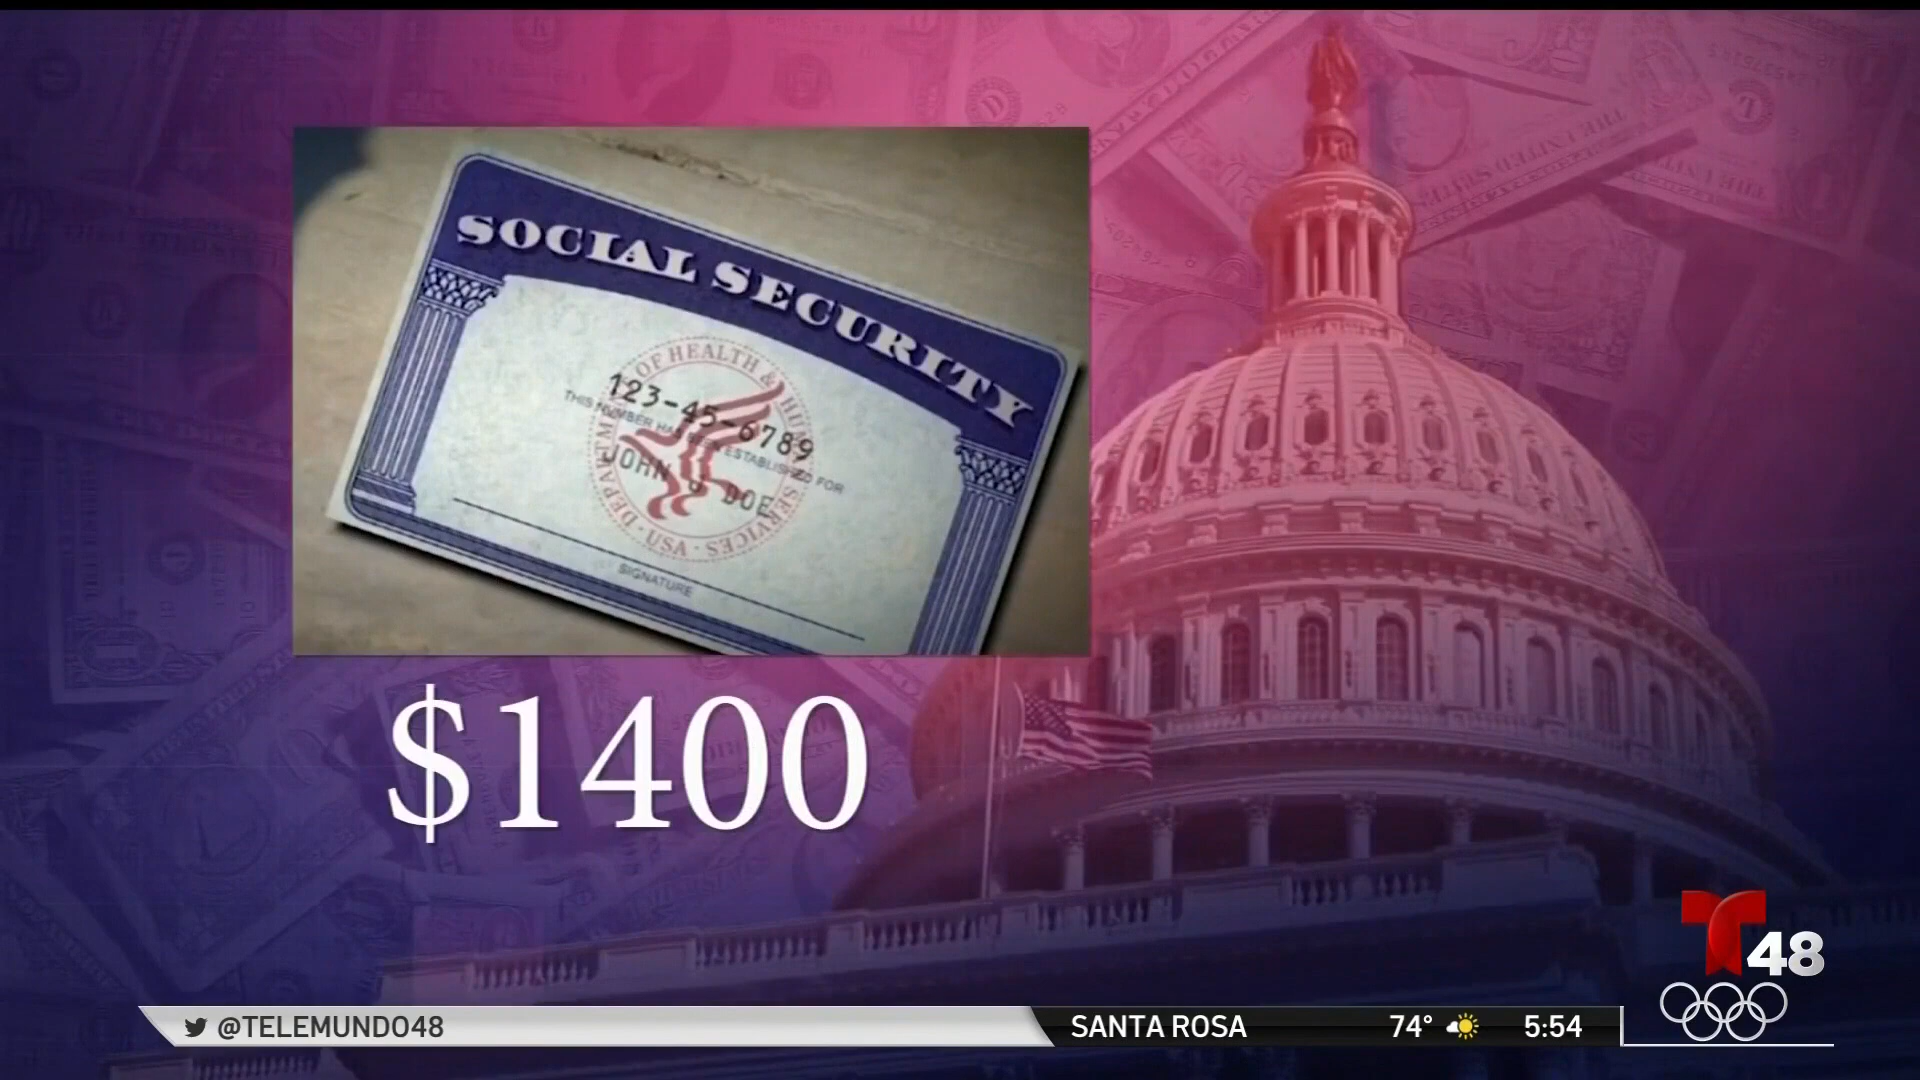 SOCIAL SECURITY
DEPARTMENT OF HEALTH & HUMAN SERVICES · USA
123-45-6789
THIS NUMBER HAS BEEN ESTABLISHED FOR
JOHN Q DOE
SIGNATURE
$1400
T 48
@TELEMUNDO48
SANTA ROSA 74° 5:54